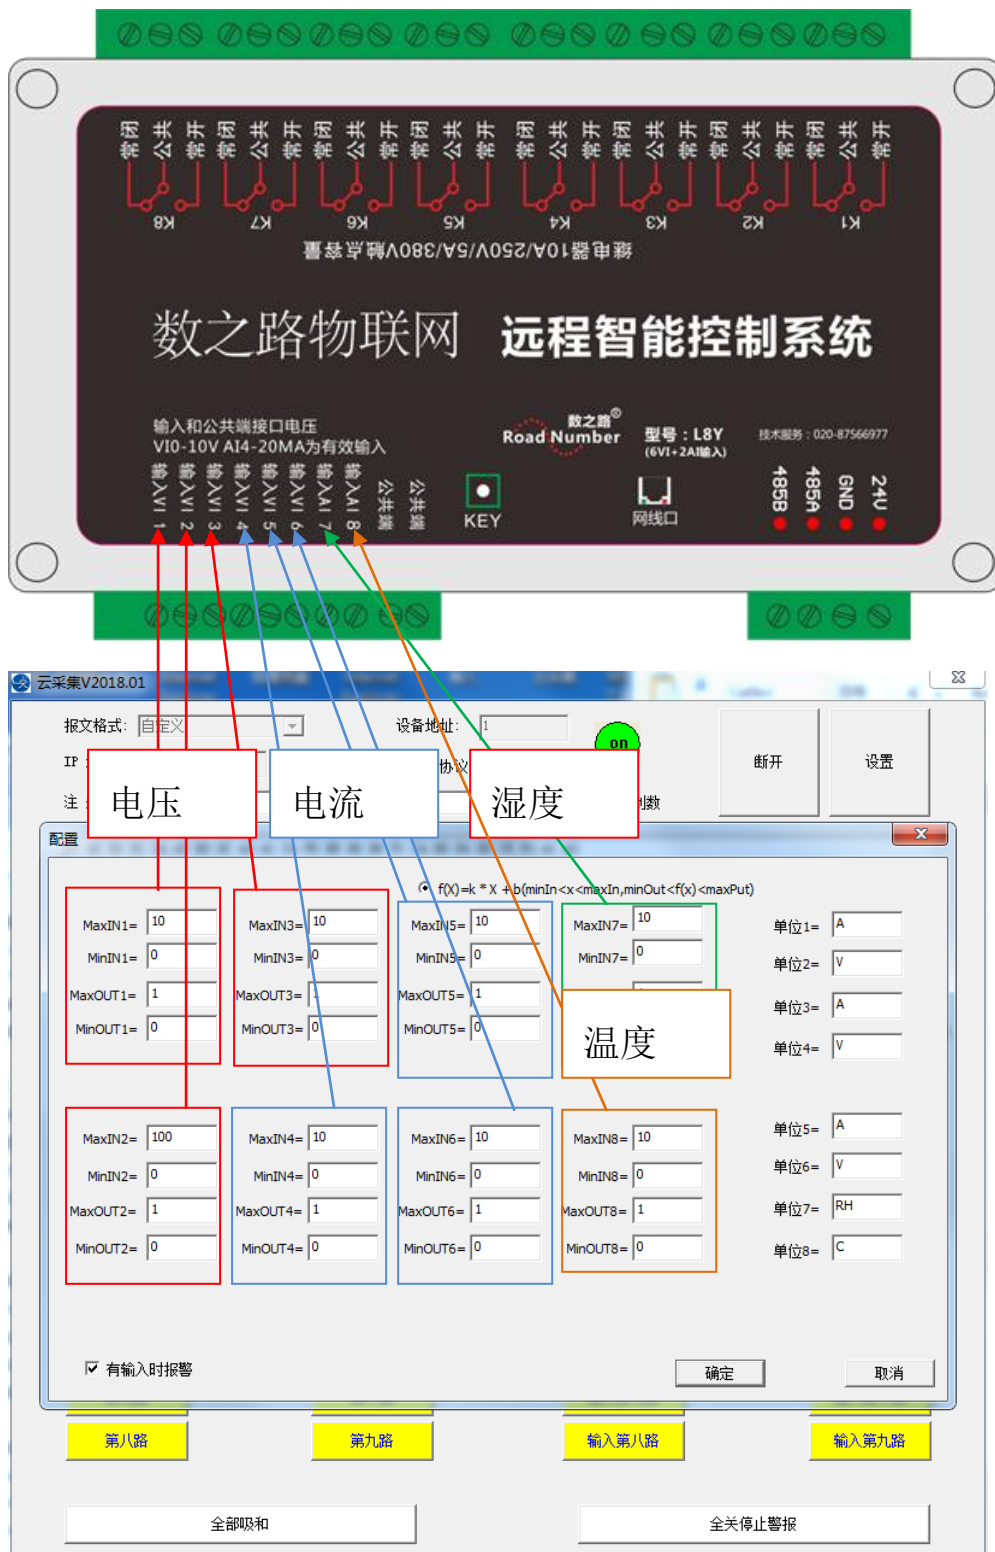 常闭 公共 常开 常闭 公共 常开 常闭 公共 常开 常闭 公共 常开 常闭 公共 常开 常闭 公共 常开 常闭 公共 常开 常闭 公共 常开
K8 K7 K6 K5 K4 K3 K2 K1
继电器10A/250V/5A/380V触点容量
数之路物联网 远程智能控制系统
输入和公共端接口电压
VI0-10V AI4-20MA为有效输入
数之路®
Road Number
型号：L8Y
(6VI+2AI输入)
技术服务：020-87566977
输入VI 1 输入VI 2 输入VI 3 输入VI 4 输入VI 5 输入VI 6 输入AI 7 输入AI 8 公共端 公共端
KEY
网线口
485B 485A GND 24V
云采集V2018.01
报文格式: 自定义 设备地址: 1
on
断开 设置
IP 协议
注 数
电压 电流 湿度
配置
f(X)=k * X + b(minIn<x<maxIn,minOut<f(x)<maxPut)
MaxIN1= 10 MaxIN3= 10 MaxIN5= 10 MaxIN7= 10 单位1= A
MinIN1= 0 MinIN3= 0 MinIN5= 0 MinIN7= 0 单位2= V
MaxOUT1= 1 MaxOUT3= 1 MaxOUT5= 1 单位3= A
MinOUT1= 0 MinOUT3= 0 MinOUT5= 0 单位4= V
温度
MaxIN2= 100 MaxIN4= 10 MaxIN6= 10 MaxIN8= 10 单位5= A
MinIN2= 0 MinIN4= 0 MinIN6= 0 MinIN8= 0 单位6= V
MaxOUT2= 1 MaxOUT4= 1 MaxOUT6= 1 MaxOUT8= 1 单位7= RH
MinOUT2= 0 MinOUT4= 0 MinOUT6= 0 MinOUT8= 0 单位8= C
有输入时报警
确定 取消
第八路 第九路 输入第八路 输入第九路
全部吸和 全关停止警报